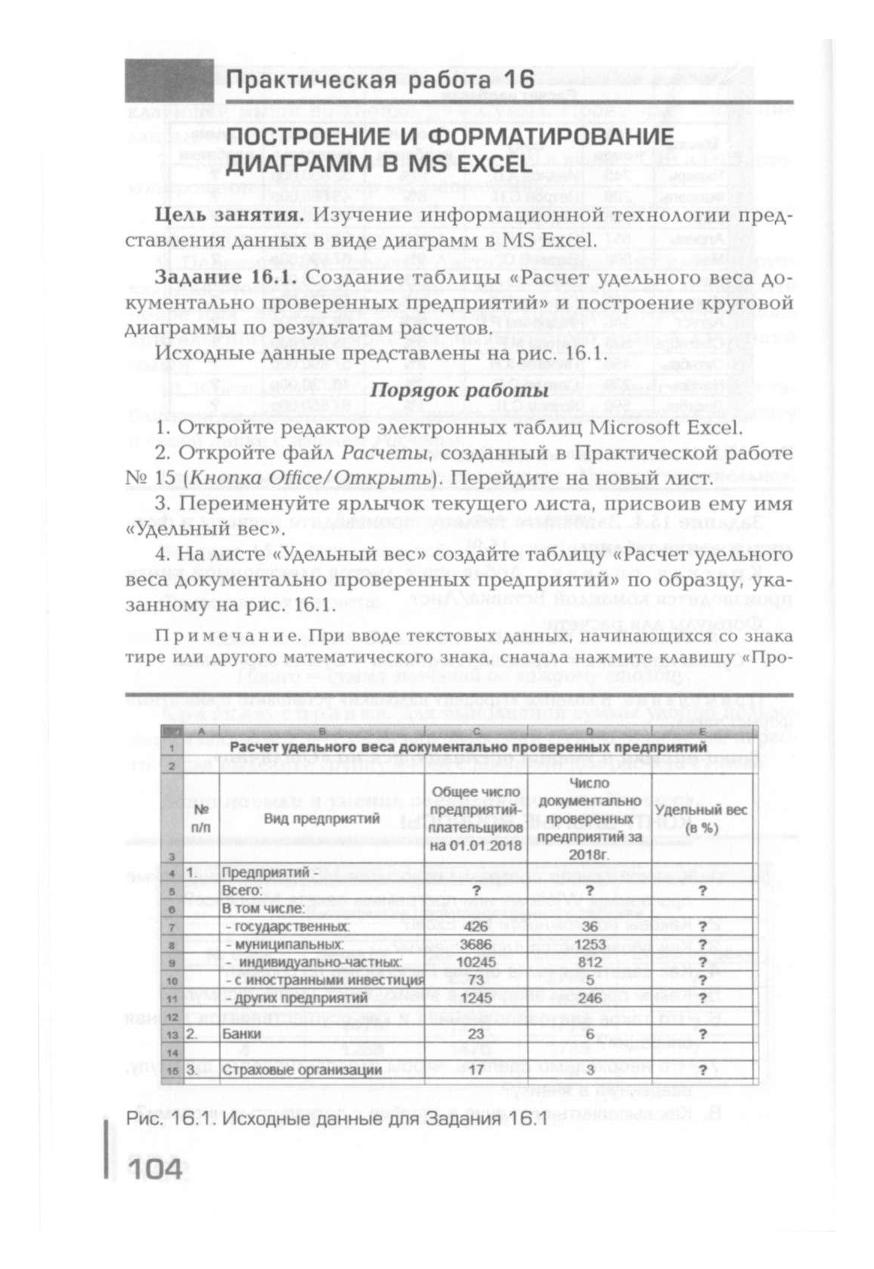 Практическая работа 16
ПОСТРОЕНИЕ И ФОРМАТИРОВАНИЕ
ДИАГРАММ В MS EXCEL
Цель занятия. Изучение информационной технологии пред-
ставления данных в виде диаграмм в MS Excel.
Задание 16.1. Создание таблицы «Расчет удельного веса до-
кументально проверенных предприятий» и построение круговой
диаграммы по результатам расчетов.
Исходные данные представлены на рис. 16.1.
Порядок работы
1. Откройте редактор электронных таблиц Microsoft Excel.
2. Откройте файл Расчеты, созданный в Практической работе
№ 15 (Кнопка Office/Открыть). Перейдите на новый лист.
3. Переименуйте ярлычок текущего листа, присвоив ему имя
«Удельный вес».
4. На листе «Удельный вес» создайте таблицу «Расчет удельного
веса документально проверенных предприятий» по образцу, ука-
занному на рис. 16.1.
Примечание. При вводе текстовых данных, начинающихся со знака
тире или другого математического знака, сначала нажмите клавишу «Про-
A B C D E
1 Расчет удельного веса документально проверенных предприятий
2
3 № п/п Вид предприятий Общее число предприятий-плательщиков на 01.01.2018 Число документально проверенных предприятий за 2018г. Удельный вес (в %)
4 1. Предприятий -
5 Всего: ? ? ?
6 В том числе:
7 - государственных: 426 36 ?
8 - муниципальных: 3686 1253 ?
9 - индивидуально-частных: 10245 812 ?
10 - с иностранными инвестиция 73 5 ?
11 - других предприятий 1245 246 ?
12
13 2. Банки 23 6 ?
14
15 3. Страховые организации 17 3 ?
Рис. 16.1. Исходные данные для Задания 16.1
104